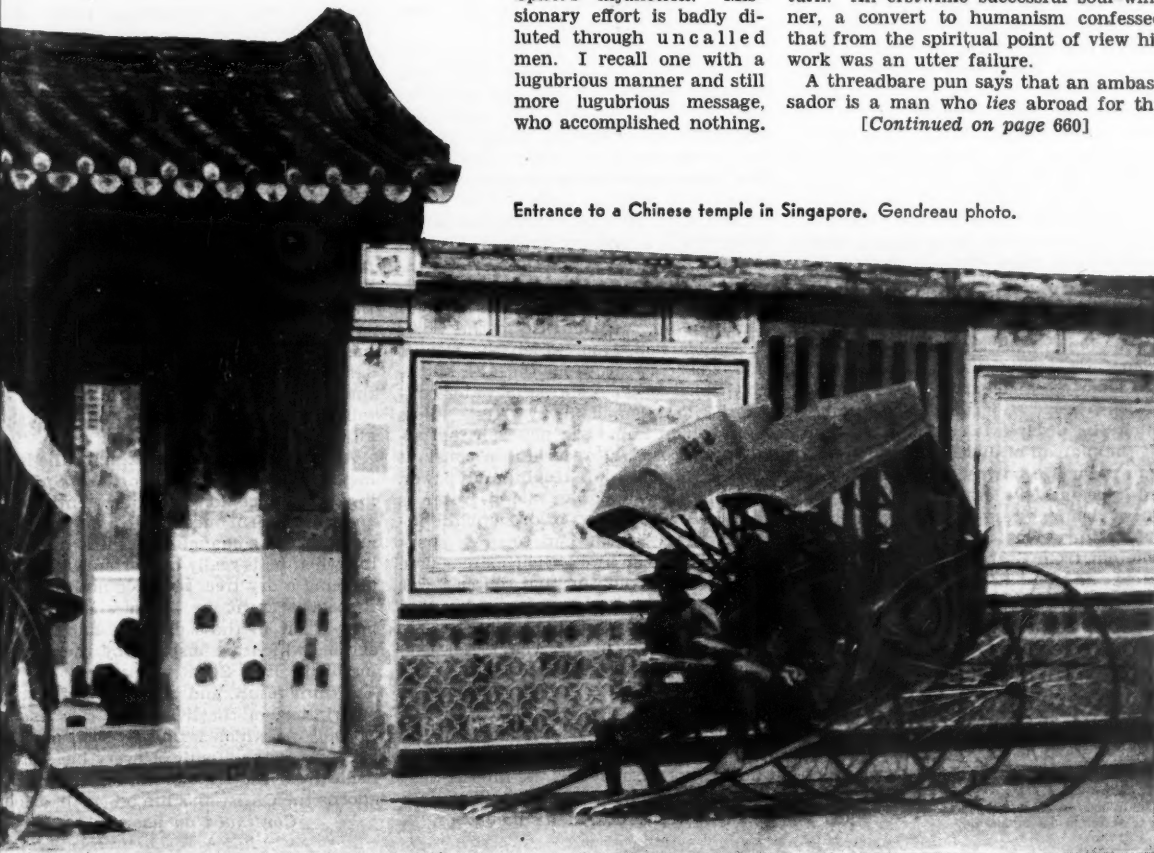 sionary effort is badly di-
luted through uncalled
men. I recall one with a
lugubrious manner and still
more lugubrious message,
who accomplished nothing.
ner, a convert to humanism confessed
that from the spiritual point of view hi
work was an utter failure.
A threadbare pun says that an ambas
sador is a man who lies abroad for th
[Continued on page 660]
Entrance to a Chinese temple in Singapore. Gendreau photo.